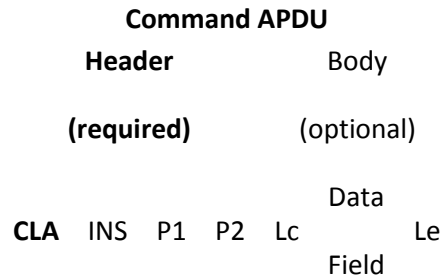 Command APDU
Header Body
(required) (optional)
CLA INS P1 P2 Lc Data Field Le